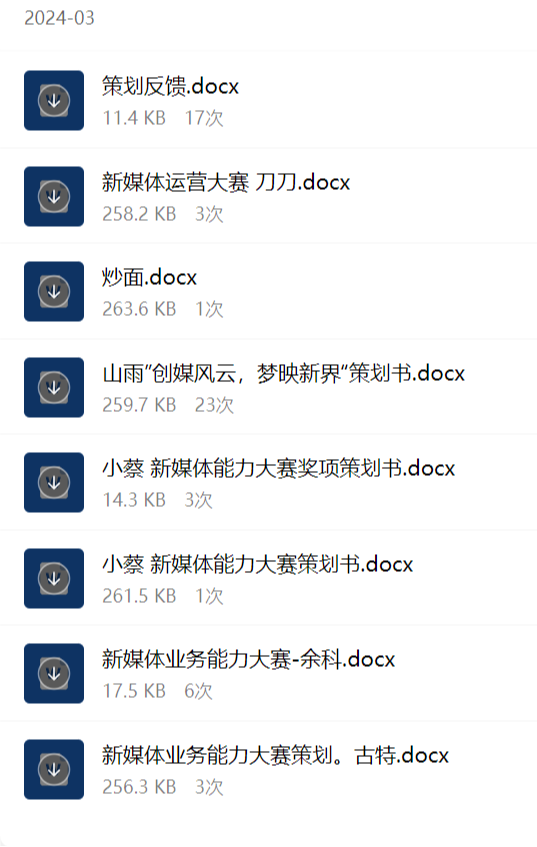 2024-03
策划反馈.docx
11.4 KB 17次
新媒体运营大赛 刀刀.docx
258.2 KB 3次
炒面.docx
263.6 KB 1次
山雨”创媒风云，梦映新界“策划书.docx
259.7 KB 23次
小蔡 新媒体能力大赛奖项策划书.docx
14.3 KB 3次
小蔡 新媒体能力大赛策划书.docx
261.5 KB 1次
新媒体业务能力大赛-余科.docx
17.5 KB 6次
新媒体业务能力大赛策划。古特.docx
256.3 KB 3次